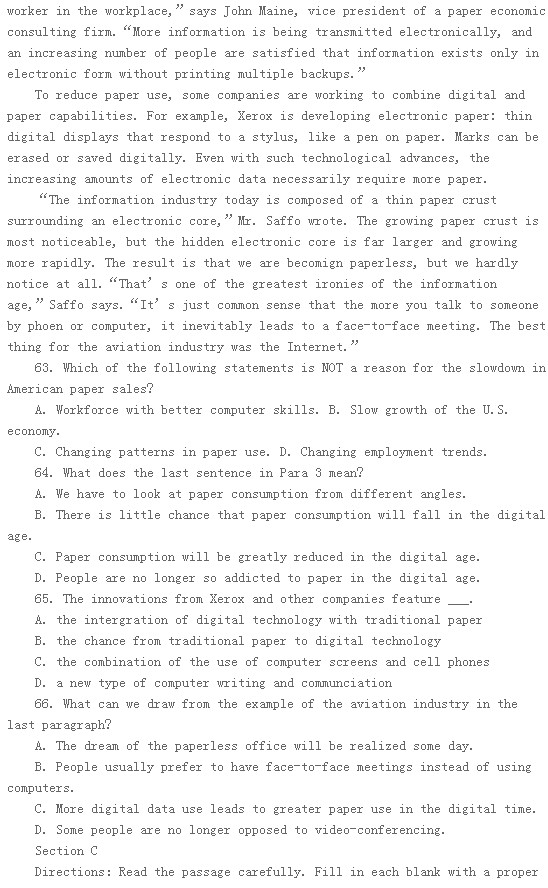 worker in the workplace,” says John Maine, vice president of a paper economic
consulting firm. “More information is being transmitted electronically, and
an increasing number of people are satisfied that information exists only in
electronic form without printing multiple backups.”
To reduce paper use, some companies are working to combine digital and
paper capabilities. For example, Xerox is developing electronic paper: thin
digital displays that respond to a stylus, like a pen on paper. Marks can be
erased or saved digitally. Even with such technological advances, the
increasing amounts of electronic data necessarily require more paper.
“The information industry today is composed of a thin paper crust
surrounding an electronic core,” Mr. Saffo wrote. The growing paper crust is
most noticeable, but the hidden electronic core is far larger and growing
more rapidly. The result is that we are becomign paperless, but we hardly
notice at all. “That’s one of the greatest ironies of the information
age,” Saffo says. “It’s just common sense that the more you talk to someone
by phoen or computer, it inevitably leads to a face-to-face meeting. The best
thing for the aviation industry was the Internet.”
63. Which of the following statements is NOT a reason for the slowdown in
American paper sales?
A. Workforce with better computer skills. B. Slow growth of the U.S.
economy.
C. Changing patterns in paper use. D. Changing employment trends.
64. What does the last sentence in Para 3 mean?
A. We have to look at paper consumption from different angles.
B. There is little chance that paper consumption will fall in the digital
age.
C. Paper consumption will be greatly reduced in the digital age.
D. People are no longer so addicted to paper in the digital age.
65. The innovations from Xerox and other companies feature ___.
A. the intergration of digital technology with traditional paper
B. the chance from traditional paper to digital technology
C. the combination of the use of computer screens and cell phones
D. a new type of computer writing and communciation
66. What can we draw from the example of the aviation industry in the
last paragraph?
A. The dream of the paperless office will be realized some day.
B. People usually prefer to have face-to-face meetings instead of using
computers.
C. More digital data use leads to greater paper use in the digital time.
D. Some people are no longer opposed to video-conferencing.
Section C
Directions: Read the passage carefully. Fill in each blank with a proper